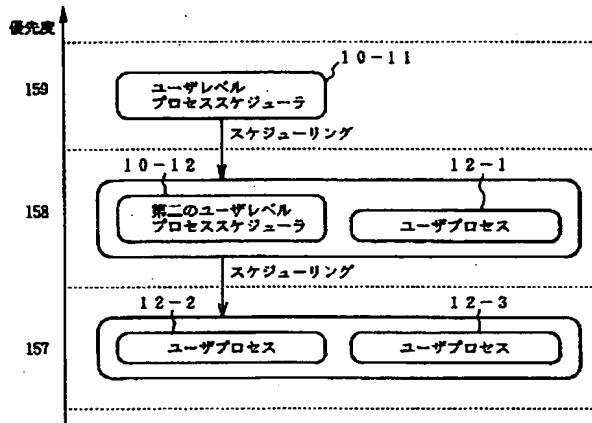 優先度
10-11
159
ユーザレベル
プロセススケジューラ
スケジューリング
10-12
12-1
158
第二のユーザレベル
プロセススケジューラ
ユーザプロセス
スケジューリング
12-2
12-3
157
ユーザプロセス
ユーザプロセス